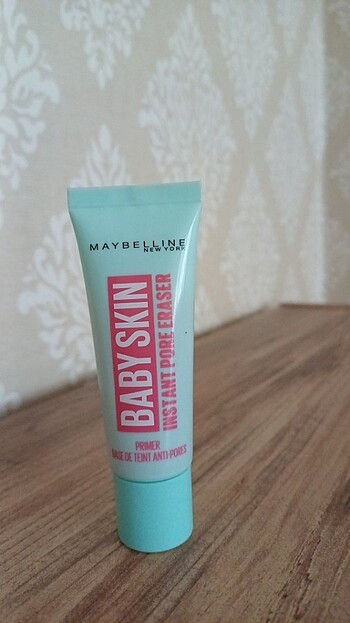 MAYBELLINE
NEW YORK
BABY SKIN
INSTANT PORE ERASER
PRIMER
BASE DE TEINT ANTI-PORES